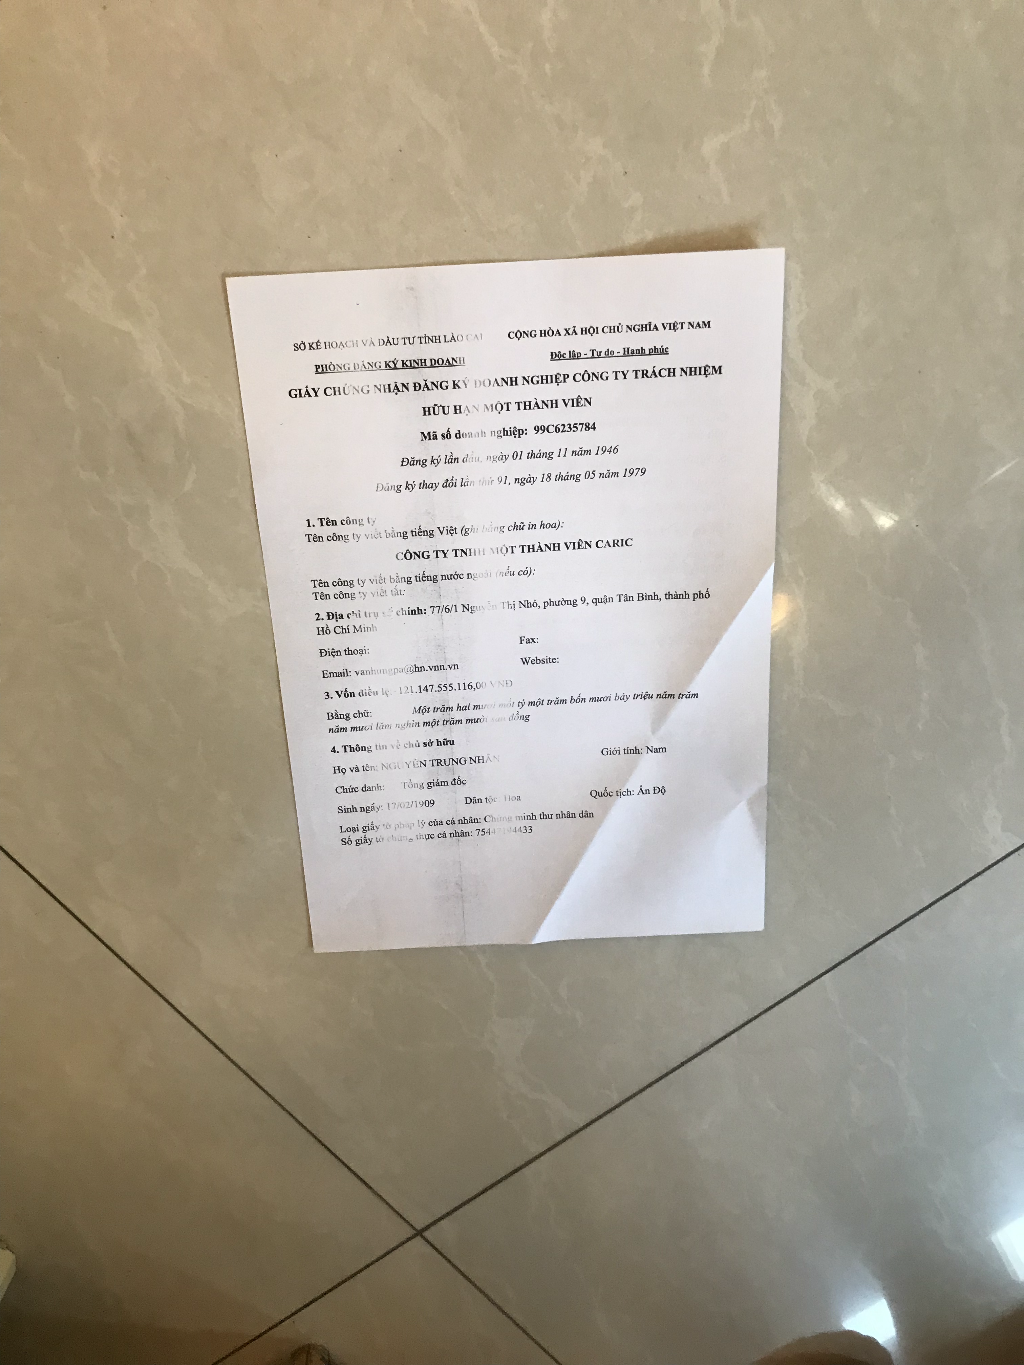 SỞ KẾ HOẠCH VÀ ĐẦU TƯ TỈNH LÀO CAI
CỘNG HÒA XÃ HỘI CHỦ NGHĨA VIỆT NAM
PHÒNG ĐĂNG KÝ KINH DOANH
Độc lập - Tự do - Hạnh phúc
GIẤY CHỨNG NHẬN ĐĂNG KÝ DOANH NGHIỆP CÔNG TY TRÁCH NHIỆM
HỮU HẠN MỘT THÀNH VIÊN
Mã số doanh nghiệp: 99C6235784
Đăng ký lần đầu, ngày 01 tháng 11 năm 1946
Đăng ký thay đổi lần thứ 91, ngày 18 tháng 05 năm 1979
1. Tên công ty
Tên công ty viết bằng tiếng Việt (ghi bằng chữ in hoa):
CÔNG TY TNHH MỘT THÀNH VIÊN CARIC
Tên công ty viết bằng tiếng nước ngoài (nếu có):
Tên công ty viết tắt:
2. Địa chỉ trụ sở chính: 77/6/1 Nguyễn Thị Nhỏ, phường 9, quận Tân Bình, thành phố
Hồ Chí Minh
Điện thoại:
Fax:
Email: vanhungpa@hn.vnn.vn
Website:
3. Vốn điều lệ: 121.147.555.116,00 VNĐ
Bằng chữ: Một trăm hai mươi mốt tỷ một trăm bốn mươi bảy triệu năm trăm
năm mươi lăm nghìn một trăm mười sáu đồng
4. Thông tin về chủ sở hữu
Họ và tên: NGUYỄN TRƯNG NHÂN
Giới tính: Nam
Chức danh: Tổng giám đốc
Sinh ngày: 17/02/1909 Dân tộc: Hoa Quốc tịch: Ấn Độ
Loại giấy tờ pháp lý của cá nhân: Chứng minh thư nhân dân
Số giấy tờ chứng thực cá nhân: